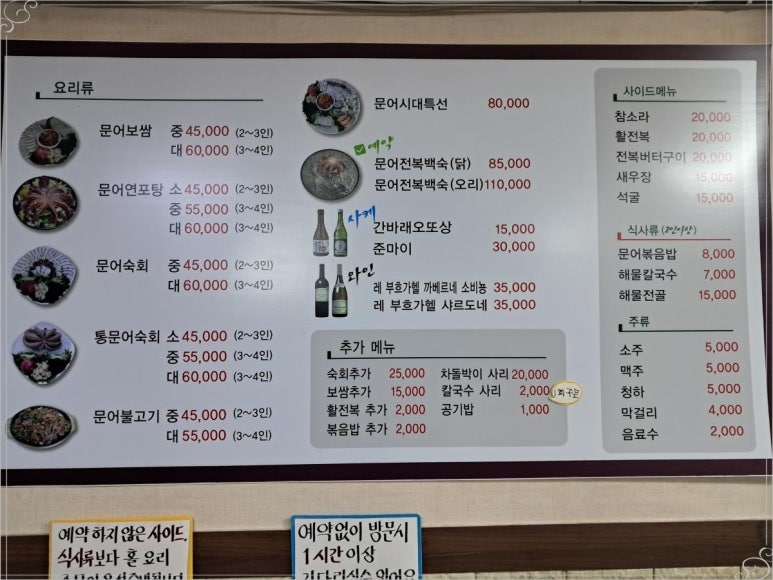 요리류
문어보쌈 중 45,000 (2~3인)
대 60,000 (3~4인)
문어연포탕 소 45,000 (2~3인)
중 55,000 (3~4인)
대 60,000 (3~4인)
문어숙회 중 45,000 (2~3인)
대 60,000 (3~4인)
통문어숙회 소 45,000 (2~3인)
중 55,000 (3~4인)
대 60,000 (3~4인)
문어불고기 중 45,000 (2~3인)
대 55,000 (3~4인)
문어시대특선 80,000
예약
문어전복백숙(닭) 85,000
문어전복백숙(오리) 110,000
사케
간바래오또상 15,000
준마이 30,000
와인
레 부흐가헬 까베르네 소비뇽 35,000
레 부흐가헬 샤르도네 35,000
추가 메뉴
숙회추가 25,000 차돌박이 사리 20,000
보쌈추가 15,000 칼국수 사리 2,000
활전복 추가 2,000 공기밥 1,000
볶음밥 추가 2,000
사이드메뉴
참소라 20,000
활전복 20,000
전복버터구이 20,000
새우장 15,000
석굴 15,000
식사류 (2인이상)
문어볶음밥 8,000
해물칼국수 7,000
해물전골 15,000
주류
소주 5,000
맥주 5,000
청하 5,000
막걸리 4,000
음료수 2,000
예약 하지 않은 사이드,
식사류보다 홀 요리
예약없이 방문시
1시간 이상